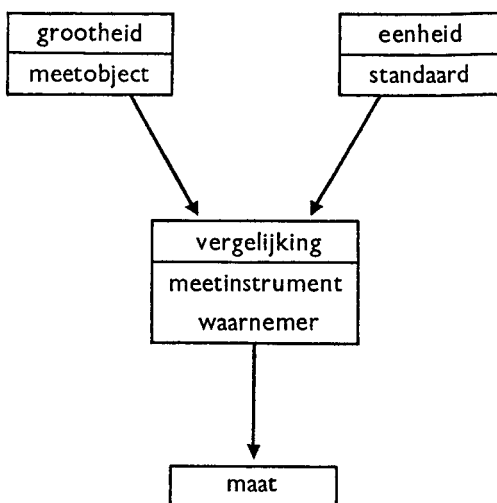 grootheid
meetobject
eenheid
standaard
vergelijking
meetinstrument
waarnemer
maat